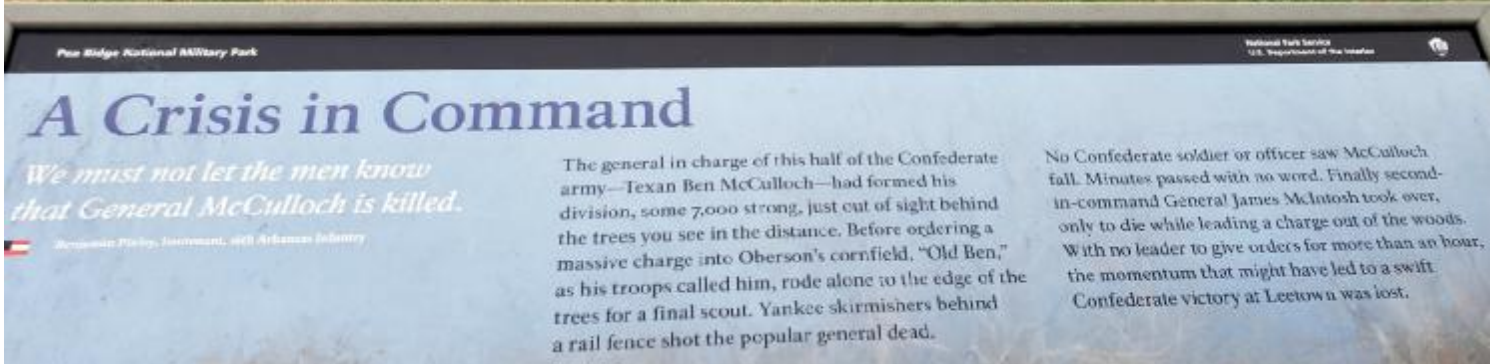 Pea Ridge National Military Park
National Park Service
U.S. Department of the Interior
A Crisis in Command
We must not let the men know
that General McCulloch is killed.
Benjamin Pixley, lieutenant, 16th Arkansas Infantry
The general in charge of this half of the Confederate
army—Texan Ben McCulloch—had formed his
division, some 7,000 strong, just out of sight behind
the trees you see in the distance. Before ordering a
massive charge into Oberson's cornfield, "Old Ben,"
as his troops called him, rode alone to the edge of the
trees for a final scout. Yankee skirmishers behind
a rail fence shot the popular general dead.
No Confederate soldier or officer saw McCulloch
fall. Minutes passed with no word. Finally second-
in-command General James McIntosh took over,
only to die while leading a charge out of the woods.
With no leader to give orders for more than an hour,
the momentum that might have led to a swift
Confederate victory at Leetown was lost.